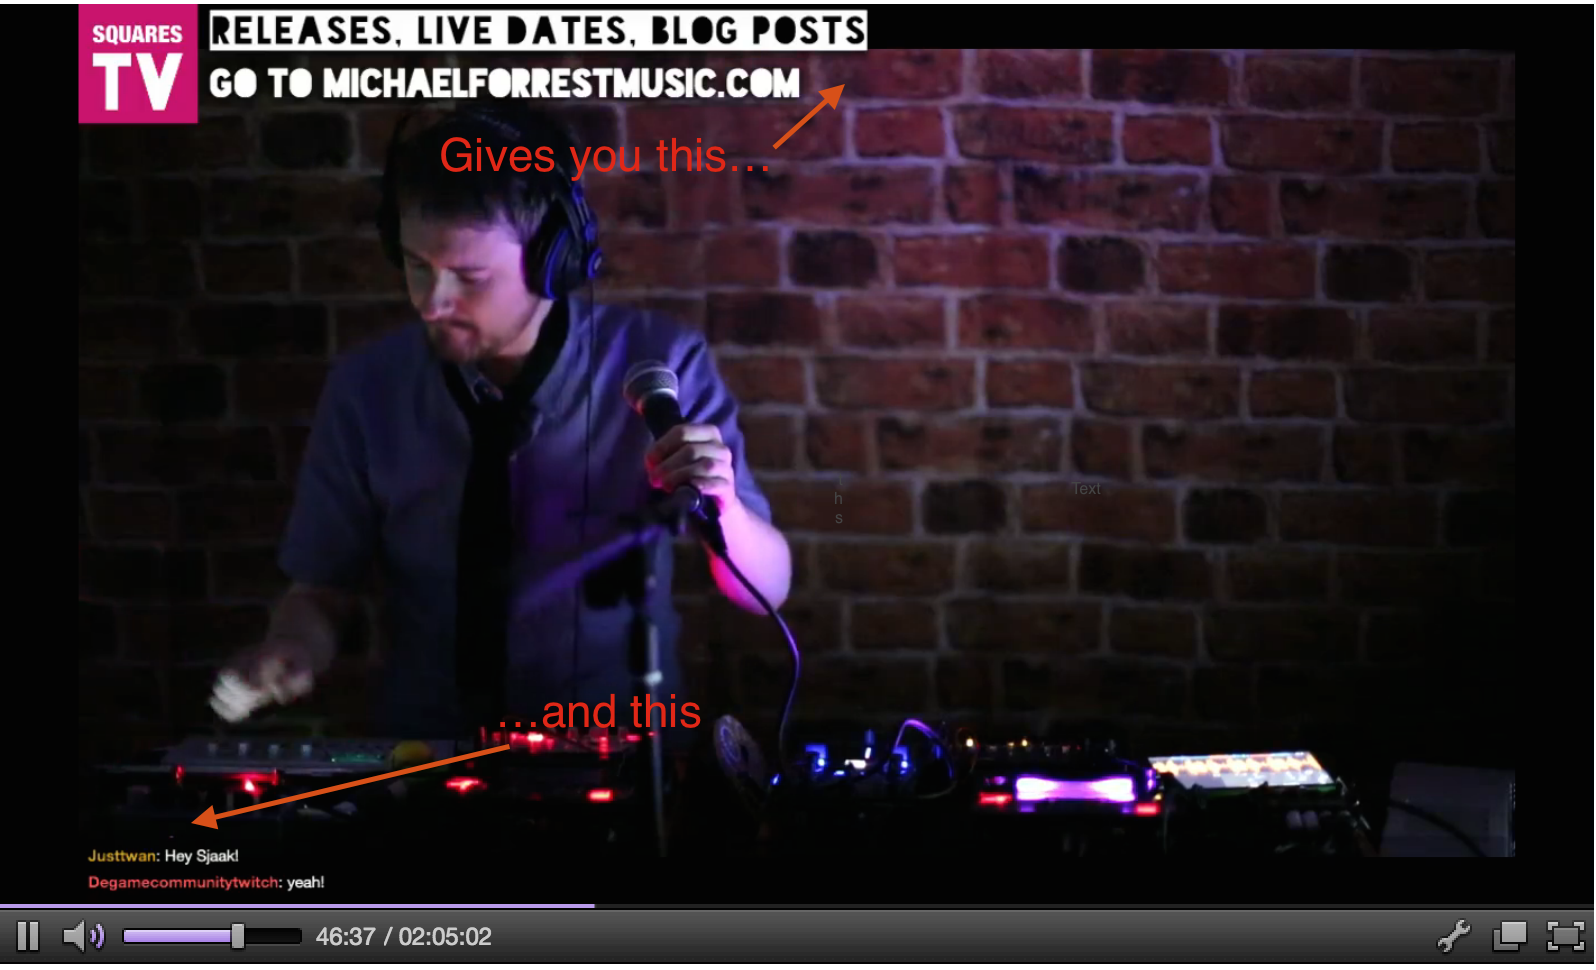 SQUARES
TV
RELEASES, LIVE DATES, BLOG POSTS
GO TO MICHAELFORRESTMUSIC.COM
Gives you this...
h
s
Text
...and this
Justtwan: Hey Sjaak!
Degamecommunitytwitch: yeah!
46:37 / 02:05:02